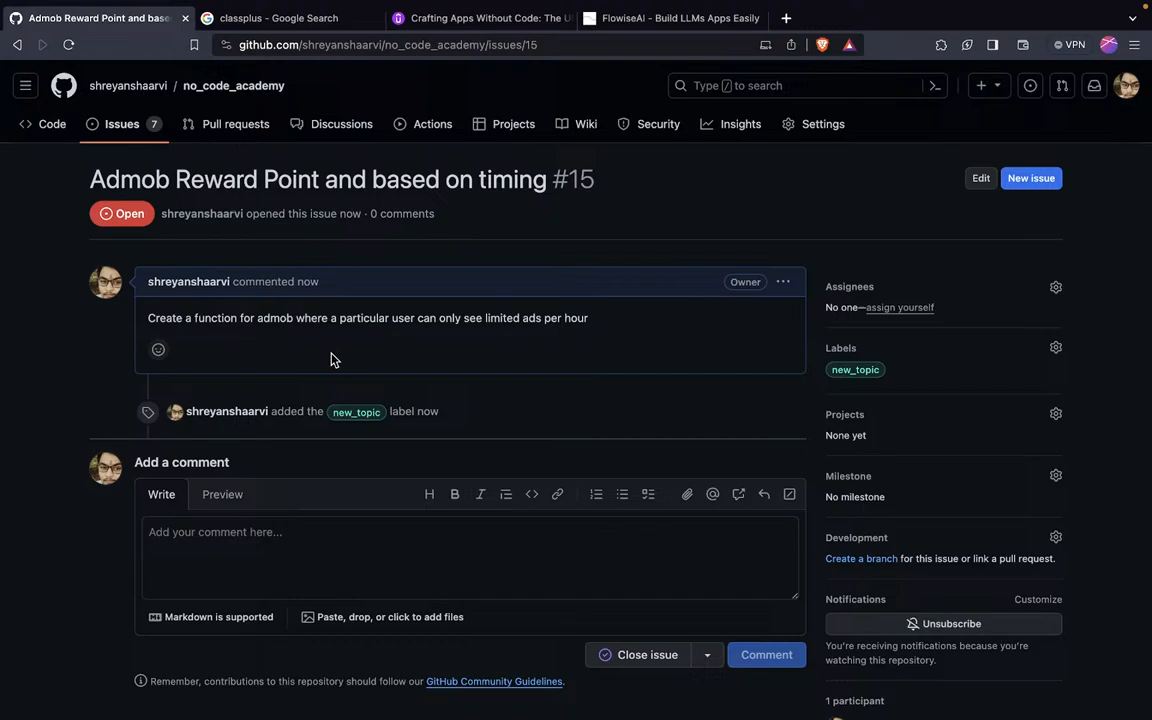 Admob Reward Point and base
classplus - Google Search
Crafting Apps Without Code: The U
FlowiseAI - Build LLMs Apps Easily
github.com/shreyanshaarvi/no_code_academy/issues/15
VPN
shreyanshaarvi / no_code_academy
Type / to search
Code
Issues 7
Pull requests
Discussions
Actions
Projects
Wiki
Security
Insights
Settings
Admob Reward Point and based on timing #15
Edit
New issue
Open
shreyanshaarvi opened this issue now · 0 comments
shreyanshaarvi commented now
Owner
Create a function for admob where a particular user can only see limited ads per hour
shreyanshaarvi added the new_topic label now
Add a comment
Write
Preview
Add your comment here...
Markdown is supported
Paste, drop, or click to add files
Close issue
Comment
Remember, contributions to this repository should follow our GitHub Community Guidelines.
Assignees
No one—assign yourself
Labels
new_topic
Projects
None yet
Milestone
No milestone
Development
Create a branch for this issue or link a pull request.
Notifications
Customize
Unsubscribe
You're receiving notifications because you're
watching this repository.
1 participant